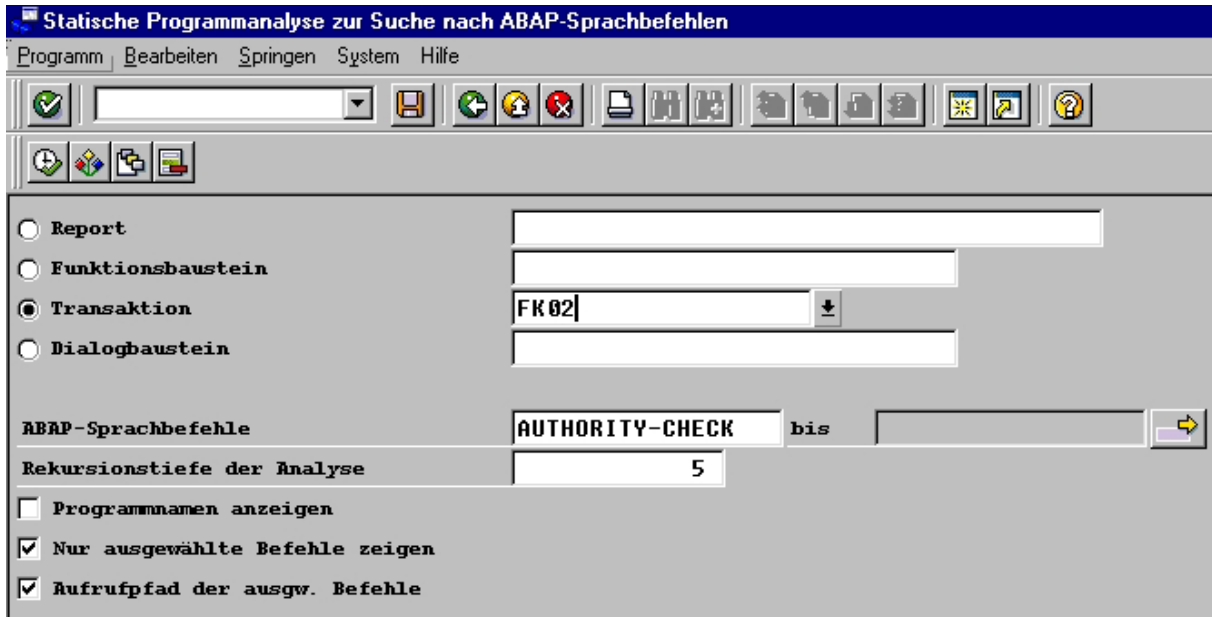 Statische Programmanalyse zur Suche nach ABAP-Sprachbefehlen
Programm Bearbeiten Springen System Hilfe
Report
Funktionsbaustein
Transaktion FK02
Dialogbaustein
ABAP-Sprachbefehle AUTHORITY-CHECK bis
Rekursionstiefe der Analyse 5
Programmnamen anzeigen
Nur ausgewählte Befehle zeigen
Aufrufpfad der ausgw. Befehle